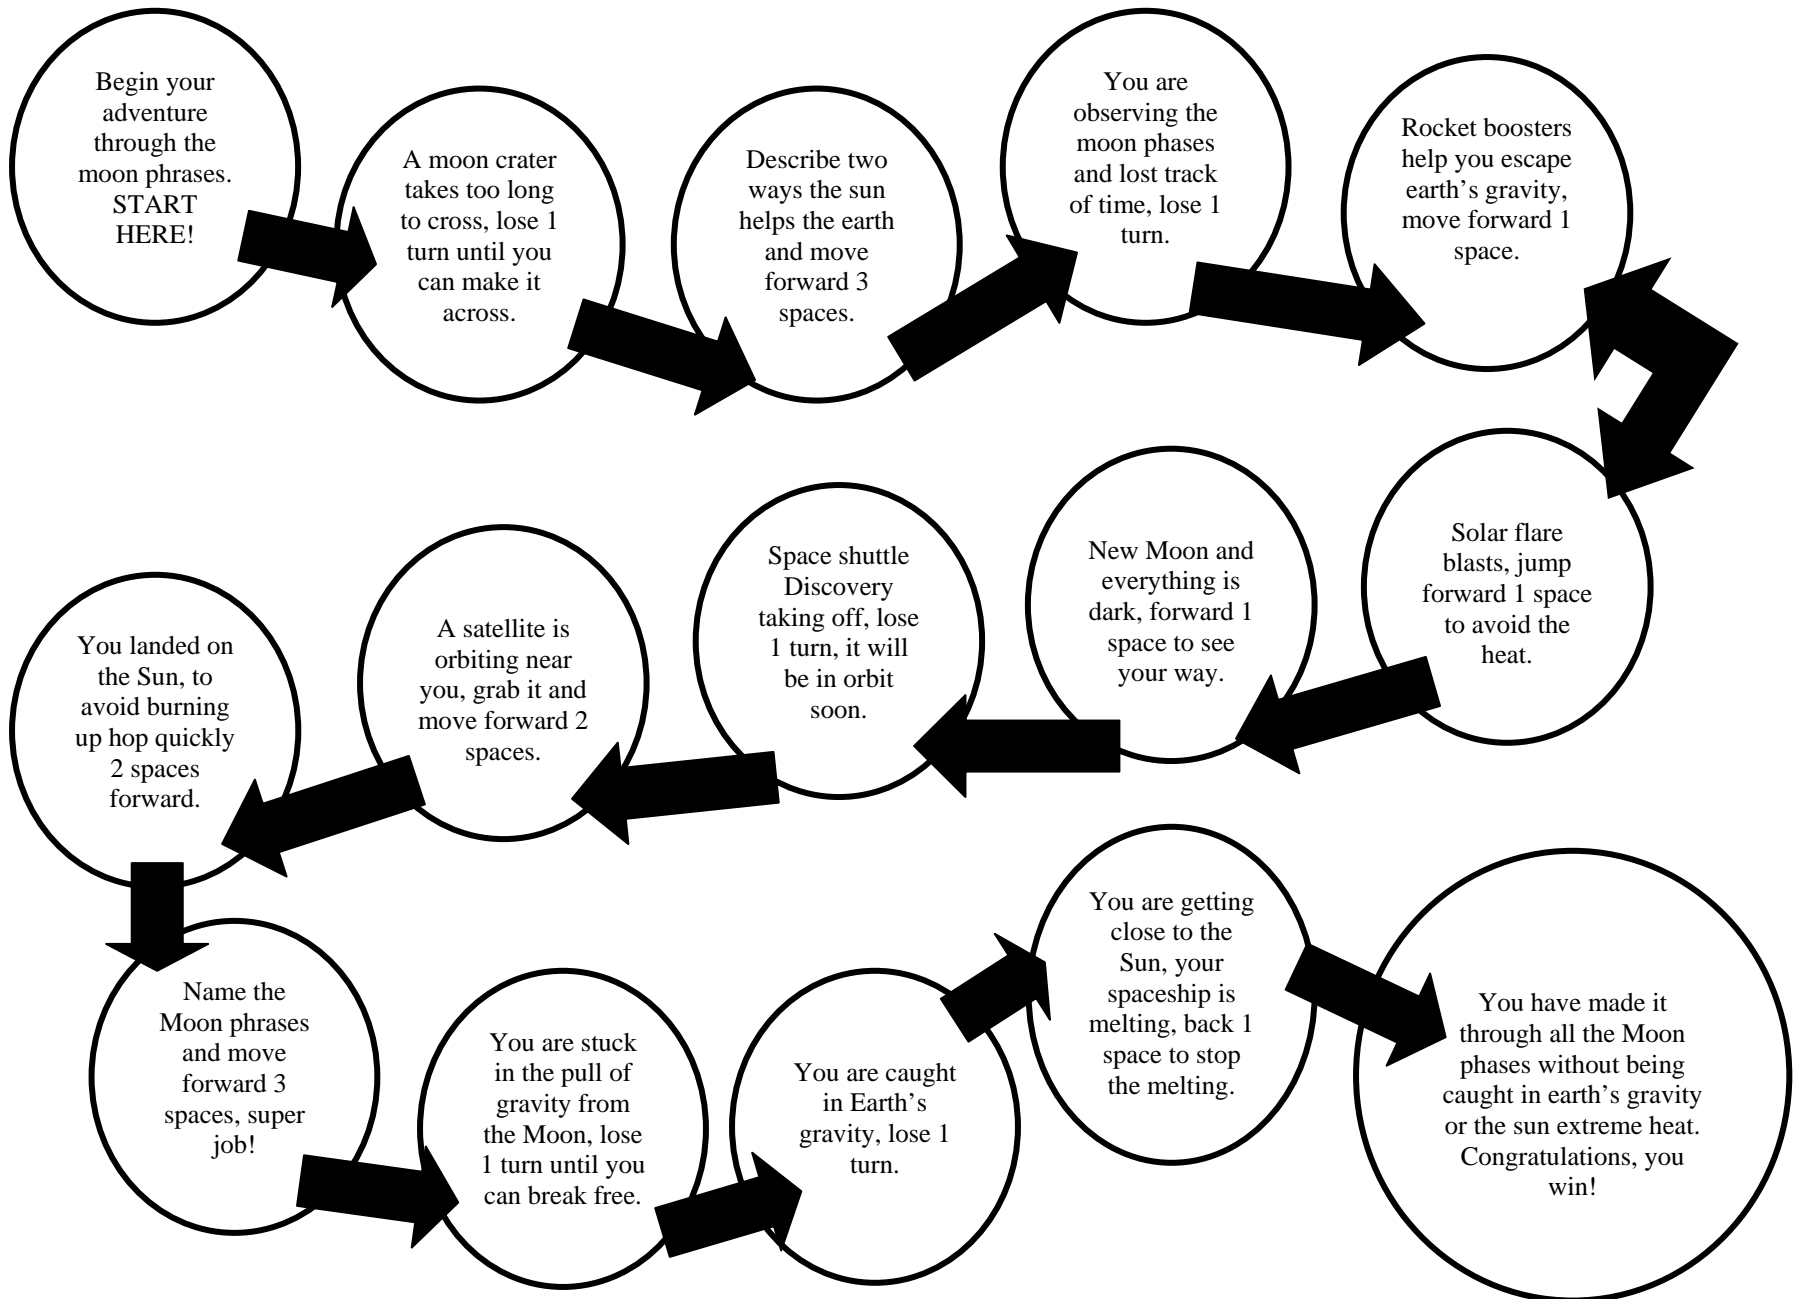 Begin your
adventure
through the
moon phrases.
START
HERE!
A moon crater
takes too long
to cross, lose 1
turn until you
can make it
across.
Describe two
ways the sun
helps the earth
and move
forward 3
spaces.
You are
observing the
moon phases
and lost track
of time, lose 1
turn.
Rocket boosters
help you escape
earth’s gravity,
move forward 1
space.
Solar flare
blasts, jump
forward 1 space
to avoid the
heat.
New Moon and
everything is
dark, forward 1
space to see
your way.
Space shuttle
Discovery
taking off, lose
1 turn, it will
be in orbit
soon.
A satellite is
orbiting near
you, grab it and
move forward 2
spaces.
You landed on
the Sun, to
avoid burning
up hop quickly
2 spaces
forward.
Name the
Moon phrases
and move
forward 3
spaces, super
job!
You are stuck
in the pull of
gravity from
the Moon, lose
1 turn until you
can break free.
You are caught
in Earth’s
gravity, lose 1
turn.
You are getting
close to the
Sun, your
spaceship is
melting, back 1
space to stop
the melting.
You have made it
through all the Moon
phases without being
caught in earth’s gravity
or the sun extreme heat.
Congratulations, you
win!